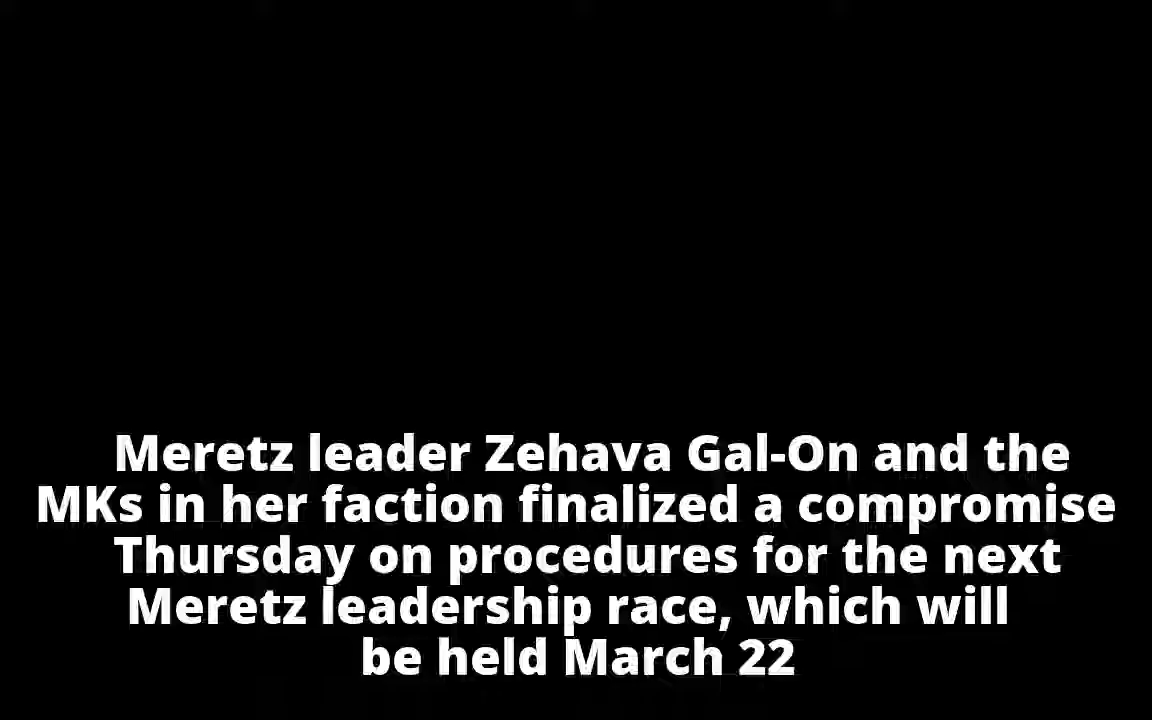 Meretz leader Zehava Gal-On and the
MKs in her faction finalized a compromise
Thursday on procedures for the next
Meretz leadership race, which will
be held March 22